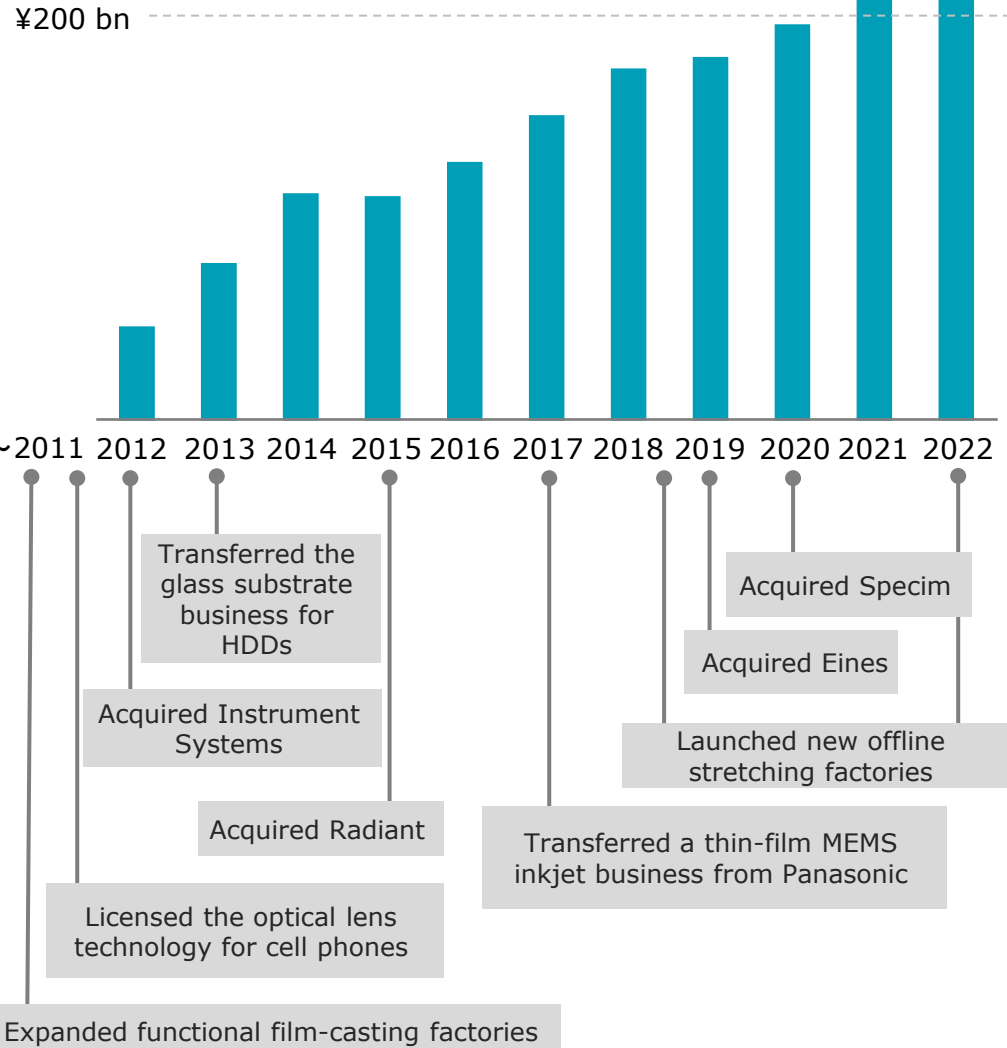 ¥200 bn
~2011 2012 2013 2014 2015 2016 2017 2018 2019 2020 2021 2022
Transferred the
glass substrate
business for
HDDs
Acquired Specim
Acquired Eines
Acquired Instrument
Systems
Launched new offline
stretching factories
Acquired Radiant
Transferred a thin-film MEMS
inkjet business from Panasonic
Licensed the optical lens
technology for cell phones
Expanded functional film-casting factories